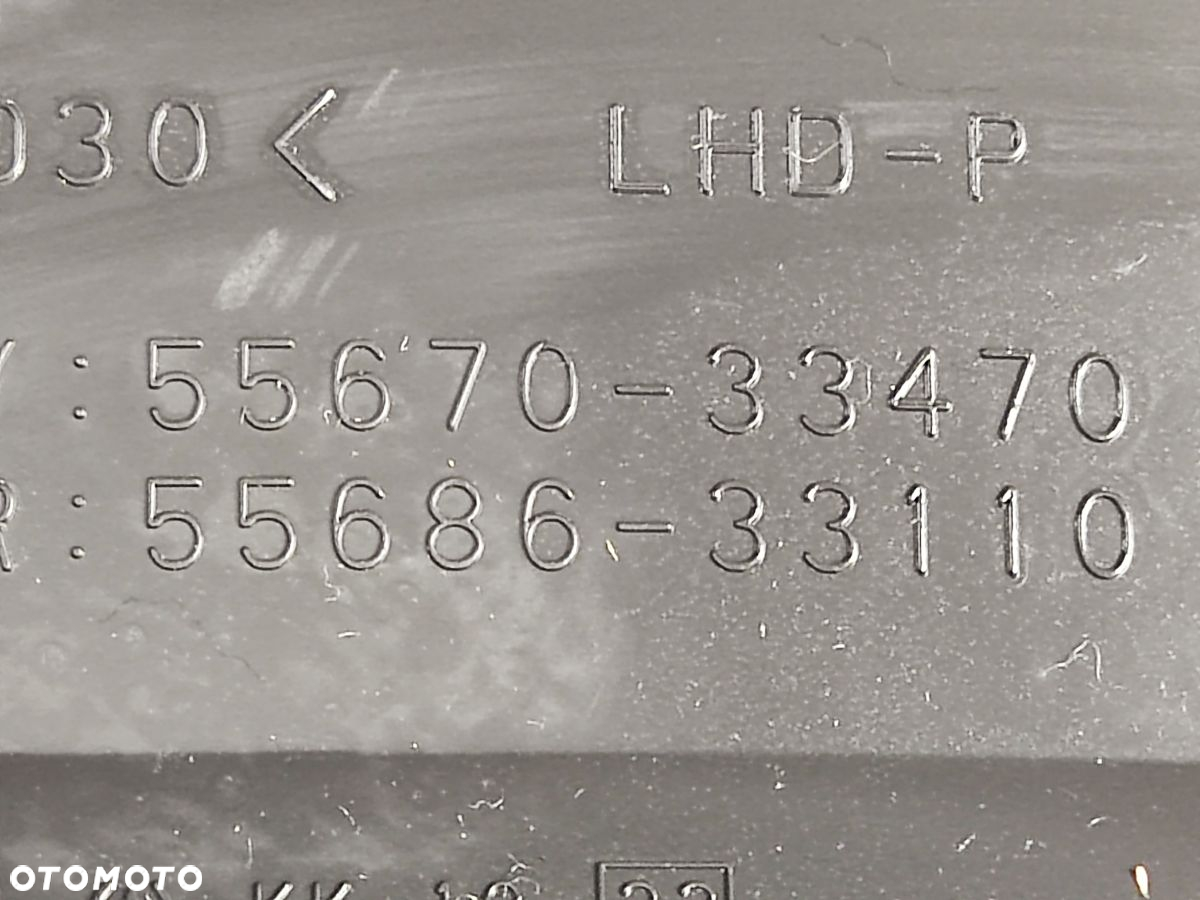 030< LHD-P
: 55670-33470
R: 55686-33110
OTOMOTO